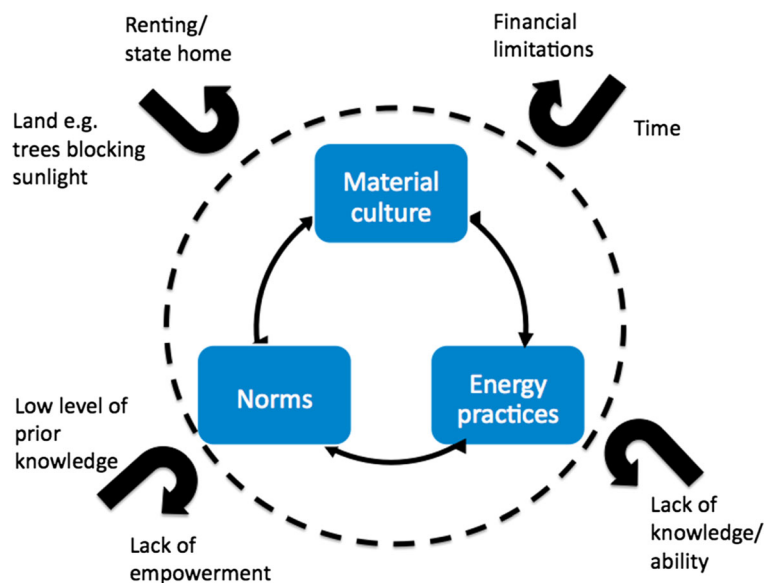 Renting/
state home
Financial
limitations
Land e.g.
trees blocking
sunlight
Time
Material
culture
Norms
Energy
practices
Low level of
prior
knowledge
Lack of
empowerment
Lack of
knowledge/
ability